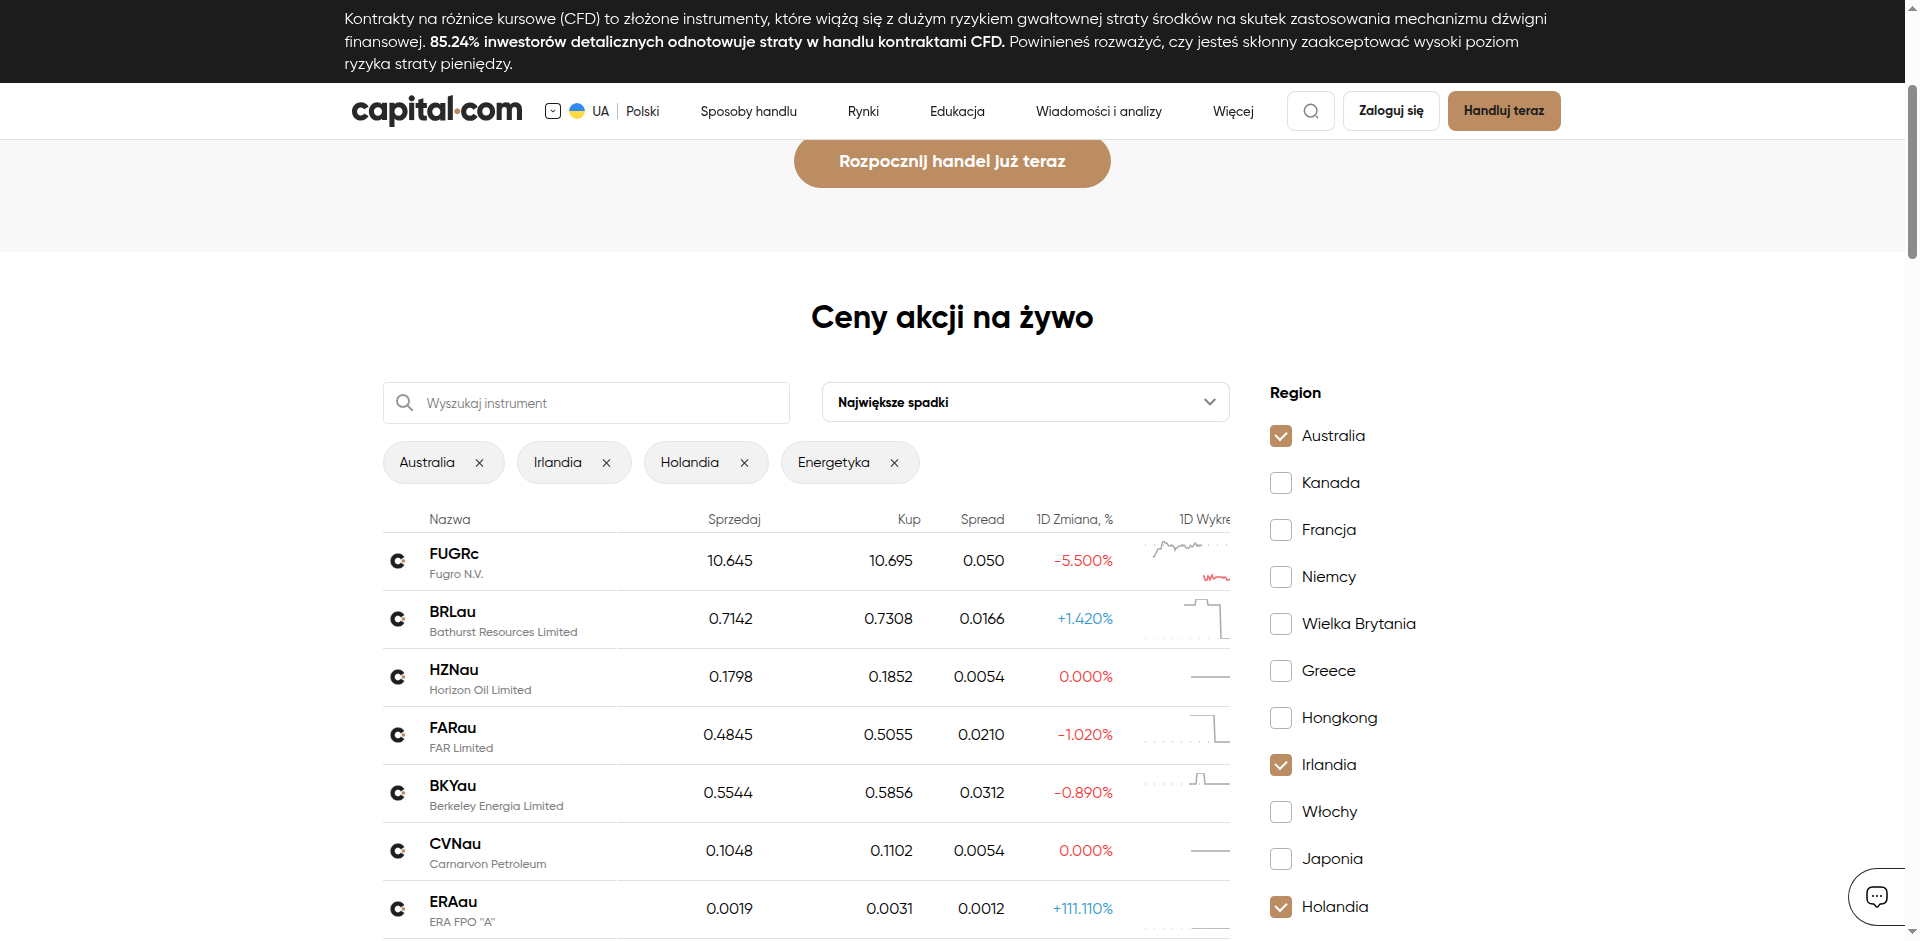 Kontrakty na różnice kursowe (CFD) to złożone instrumenty, które wiążą się z dużym ryzykiem gwałtownej straty środków na skutek zastosowania mechanizmu dźwigni
finansowej. 85.24% inwestorów detalicznych odnotowuje straty w handlu kontraktami CFD. Powinieneś rozważyć, czy jesteś skłonny zaakceptować wysoki poziom
ryzyka straty pieniędzy.
capital.com UA Polski Sposoby handlu Rynki Edukacja Wiadomości i analizy Więcej Zaloguj się Handluj teraz
Rozpocznij handel już teraz
Ceny akcji na żywo
Wyszukaj instrument Największe spadki
Australia Irlandia Holandia Energetyka
Nazwa Sprzedaj Kup Spread 1D Zmiana, % 1D Wykre
FUGRc 10.645 10.695 0.050 -5.500%
Fugro N.V.
BRLau 0.7142 0.7308 0.0166 +1.420%
Bathurst Resources Limited
HZNau 0.1798 0.1852 0.0054 0.000%
Horizon Oil Limited
FARau 0.4845 0.5055 0.0210 -1.020%
FAR Limited
BKYau 0.5544 0.5856 0.0312 -0.890%
Berkeley Energia Limited
CVNau 0.1048 0.1102 0.0054 0.000%
Carnarvon Petroleum
ERAau 0.0019 0.0031 0.0012 +111.110%
ERA FPO "A"
Region
Australia
Kanada
Francja
Niemcy
Wielka Brytania
Greece
Hongkong
Irlandia
Włochy
Japonia
Holandia